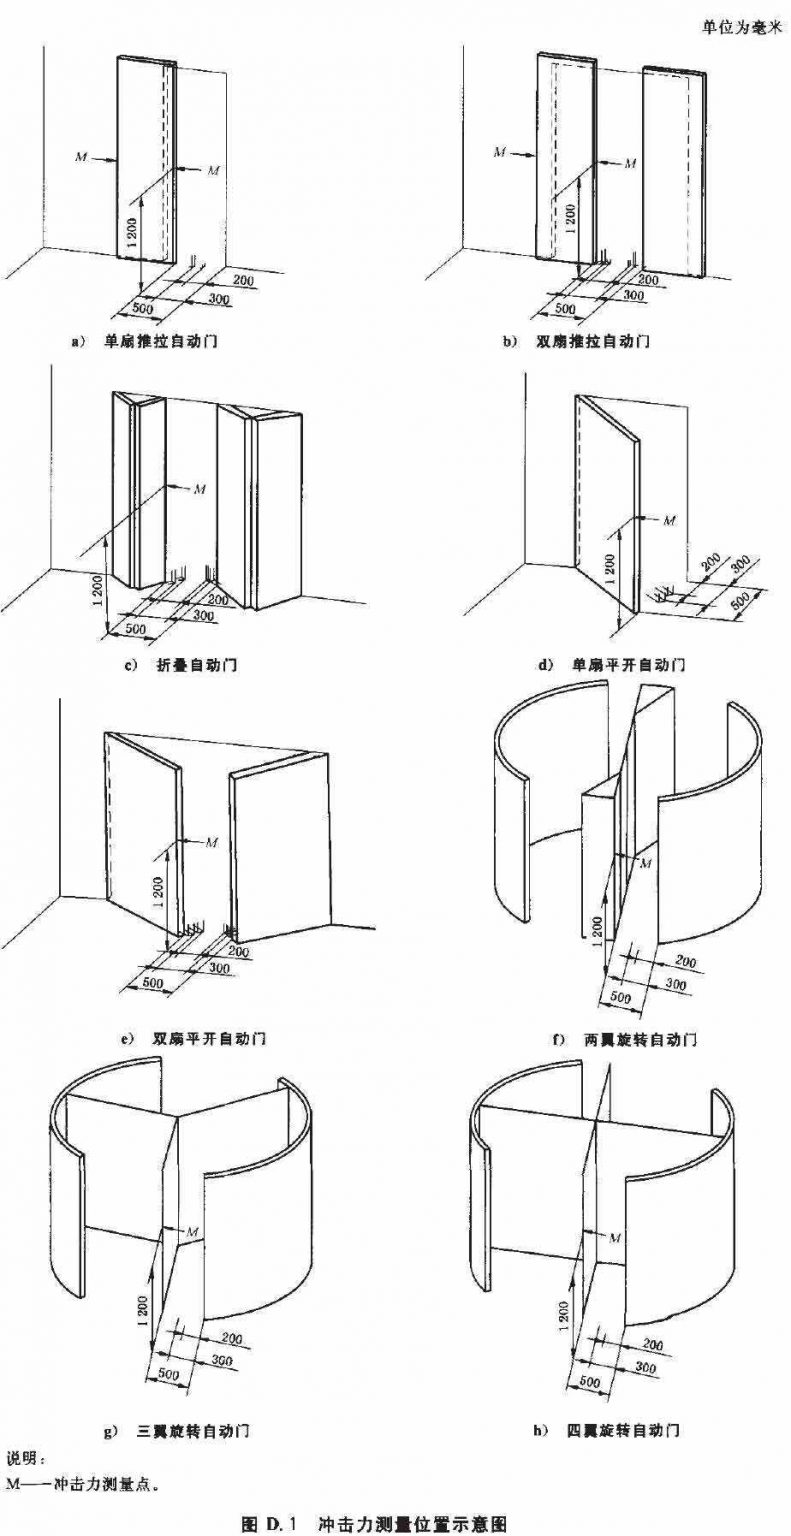 单位为毫米
M
M
1 200
200
300
500
a) 单扇推拉自动门
M
M
1 200
200
300
500
b) 双扇推拉自动门
M
1 200
200
300
500
c) 折叠自动门
M
1 200
200
300
500
d) 单扇平开自动门
M
1 200
200
300
500
e) 双扇平开自动门
M
1 200
200
300
500
f) 两翼旋转自动门
M
1 200
200
300
500
g) 三翼旋转自动门
M
1 200
200
300
500
h) 四翼旋转自动门
说明：
M——冲击力测量点。
图 D.1 冲击力测量位置示意图